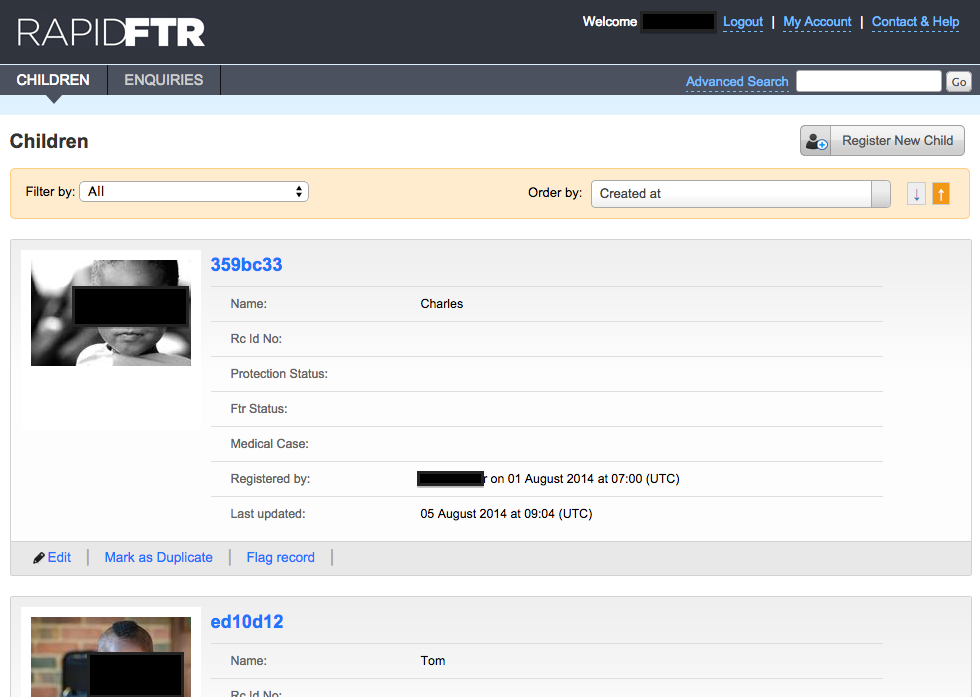 RAPIDFTR
Welcome Logout | My Account | Contact & Help
CHILDREN ENQUIRIES Advanced Search Go
Children Register New Child
Filter by: All Order by: Created at ↓ ↑
359bc33
Name: Charles
Rc Id No:
Protection Status:
Ftr Status:
Medical Case:
Registered by: r on 01 August 2014 at 07:00 (UTC)
Last updated: 05 August 2014 at 09:04 (UTC)
Edit | Mark as Duplicate | Flag record |
ed10d12
Name: Tom
Rc Id No: